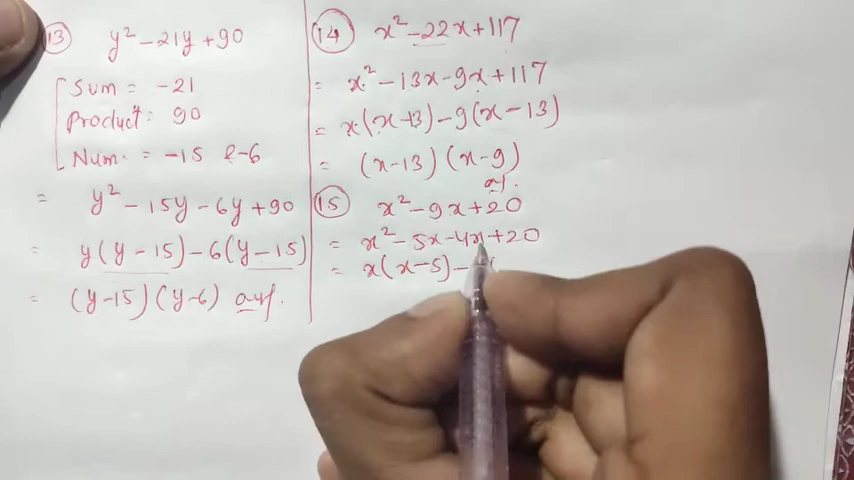 (13) y² - 21y + 90
Sum = -21
Product = 90
Num. = -15 & -6
= y² - 15y - 6y + 90
= y(y - 15) - 6(y - 15)
= (y - 15)(y - 6) ans.
(14) x² - 22x + 117
= x² - 13x - 9x + 117
= x(x - 13) - 9(x - 13)
= (x - 13)(x - 9)
ans.
(15) x² - 9x + 20
= x² - 5x - 4x + 20
= x(x - 5) -